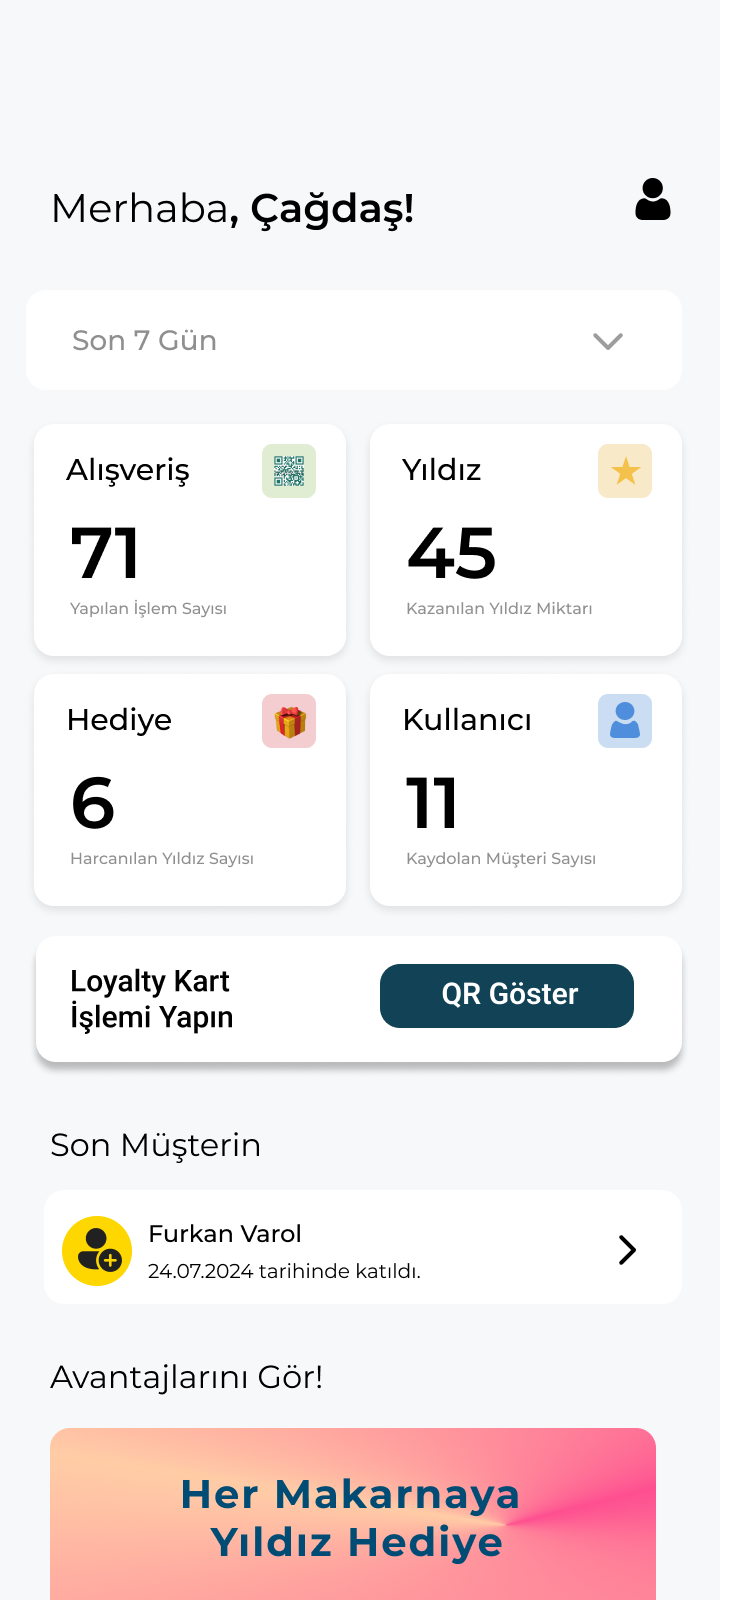 Merhaba, Çağdaş!
Son 7 Gün
Alışveriş
71
Yapılan İşlem Sayısı
Yıldız
45
Kazanılan Yıldız Miktarı
Hediye
6
Harcanılan Yıldız Sayısı
Kullanıcı
11
Kaydolan Müşteri Sayısı
Loyalty Kart
İşlemi Yapın
QR Göster
Son Müşterin
Furkan Varol
24.07.2024 tarihinde katıldı.
Avantajlarını Gör!
Her Makarnaya
Yıldız Hediye